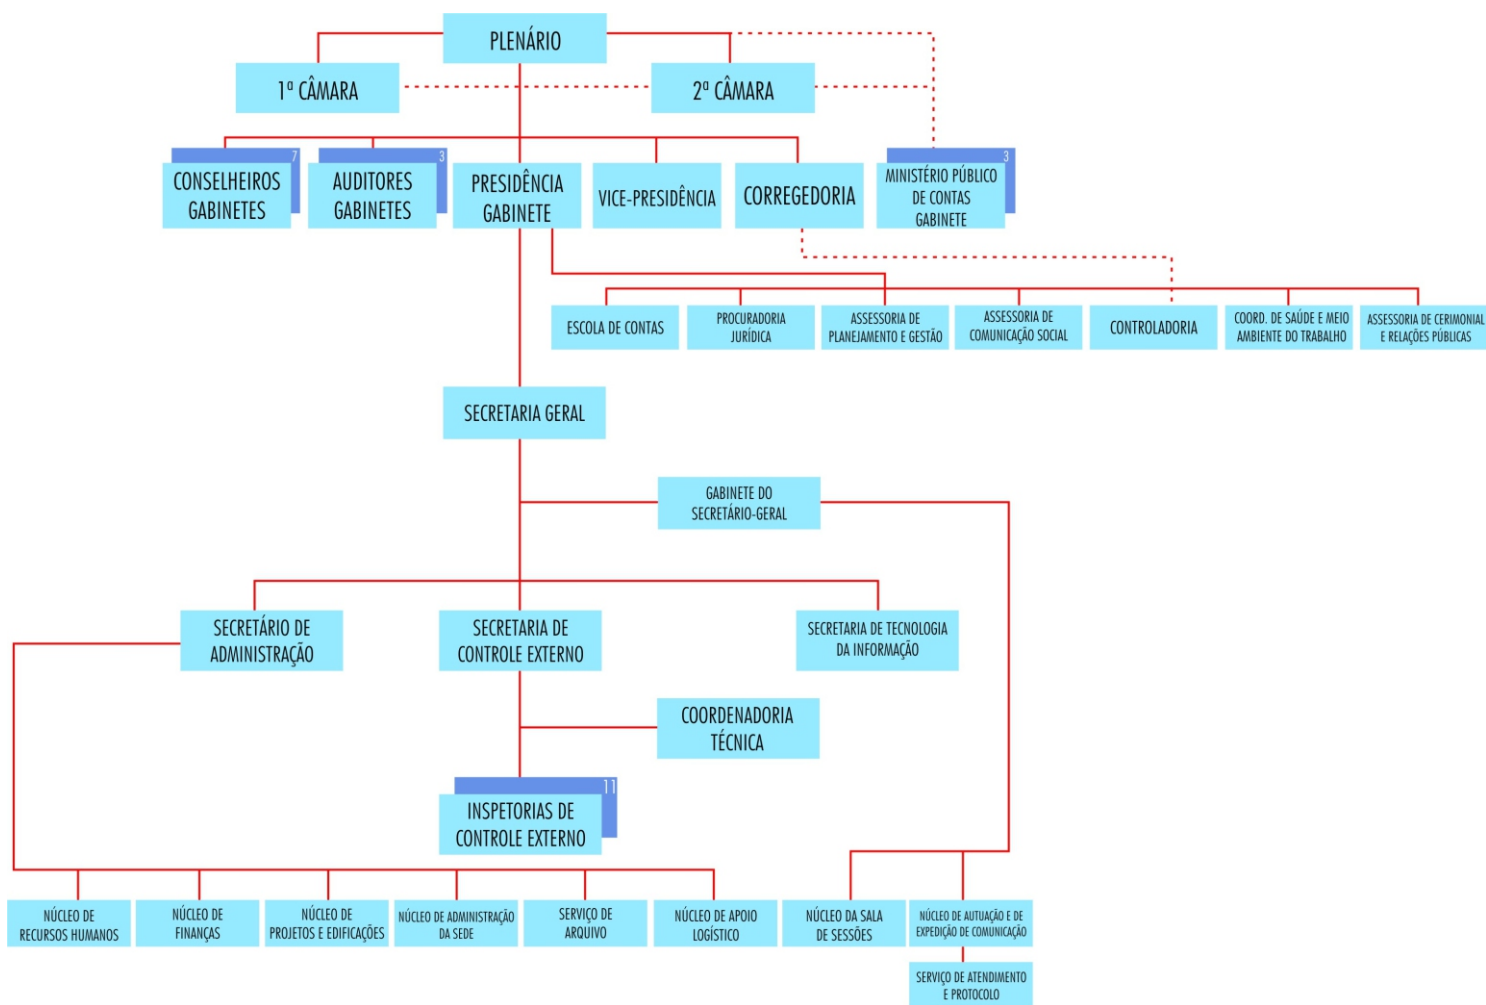 PLENÁRIO
1ª CÂMARA
2ª CÂMARA
7
CONSELHEIROS
GABINETES
3
AUDITORES
GABINETES
PRESIDÊNCIA
GABINETE
VICE-PRESIDÊNCIA
CORREGEDORIA
3
MINISTÉRIO PÚBLICO
DE CONTAS
GABINETE
ESCOLA DE CONTAS
PROCURADORIA
JURÍDICA
ASSESSORIA DE
PLANEJAMENTO E GESTÃO
ASSESSORIA DE
COMUNICAÇÃO SOCIAL
CONTROLADORIA
COORD. DE SAÚDE E MEIO
AMBIENTE DO TRABALHO
ASSESSORIA DE CERIMONIAL
E RELAÇÕES PÚBLICAS
SECRETARIA GERAL
GABINETE DO
SECRETÁRIO-GERAL
SECRETÁRIO DE
ADMINISTRAÇÃO
SECRETARIA DE
CONTROLE EXTERNO
SECRETARIA DE TECNOLOGIA
DA INFORMAÇÃO
COORDENADORIA
TÉCNICA
11
INSPETORIAS DE
CONTROLE EXTERNO
NÚCLEO DE
RECURSOS HUMANOS
NÚCLEO DE
FINANÇAS
NÚCLEO DE
PROJETOS E EDIFICAÇÕES
NÚCLEO DE ADMINISTRAÇÃO
DA SEDE
SERVIÇO DE
ARQUIVO
NÚCLEO DE APOIO
LOGÍSTICO
NÚCLEO DA SALA
DE SESSÕES
NÚCLEO DE AUTUAÇÃO E DE
EXPEDIÇÃO DE COMUNICAÇÃO
SERVIÇO DE ATENDIMENTO
E PROTOCOLO